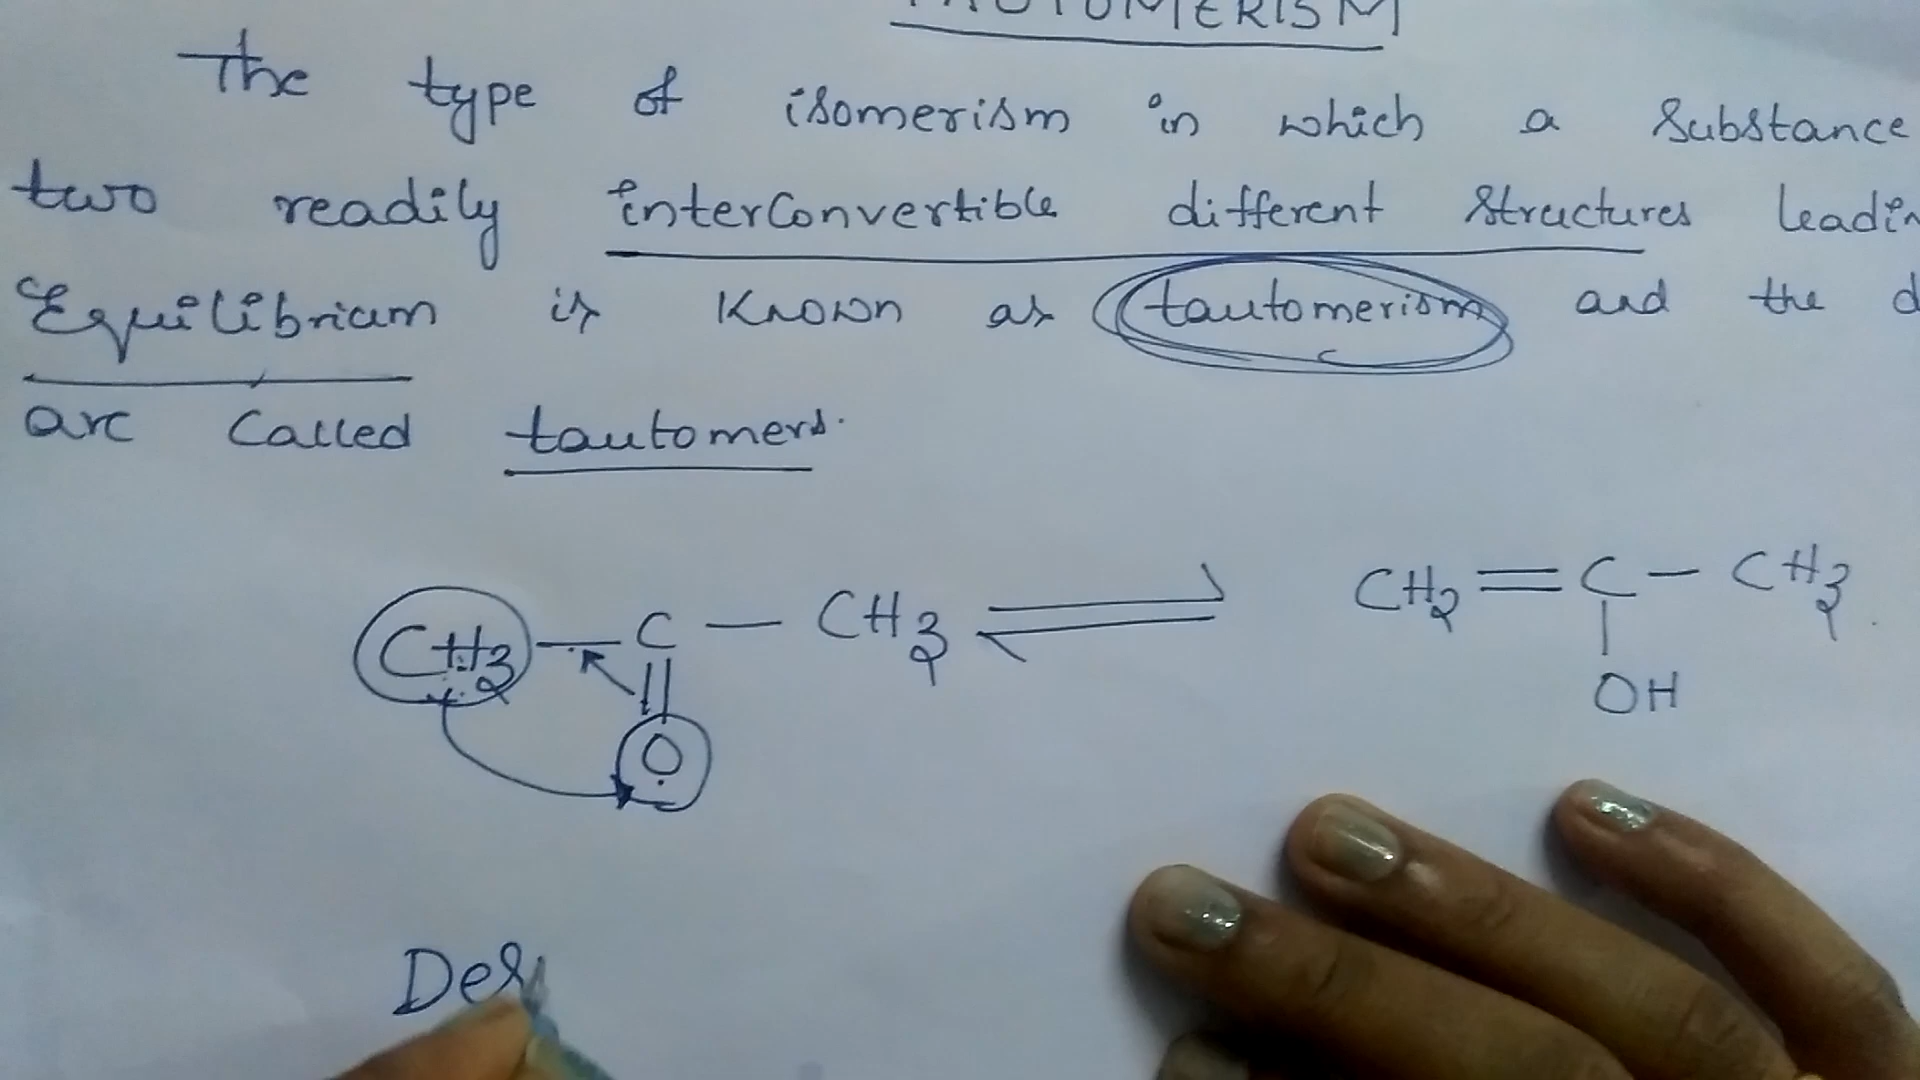 TAUTOMERISM
The type of isomerism in which a substance
two readily interconvertible different structures leadin
Equilibrium is known as tautomerism and the d
are called tautomers.
CH3 — C — CH3 ⇌ CH2 = C — CH3
O OH
Des